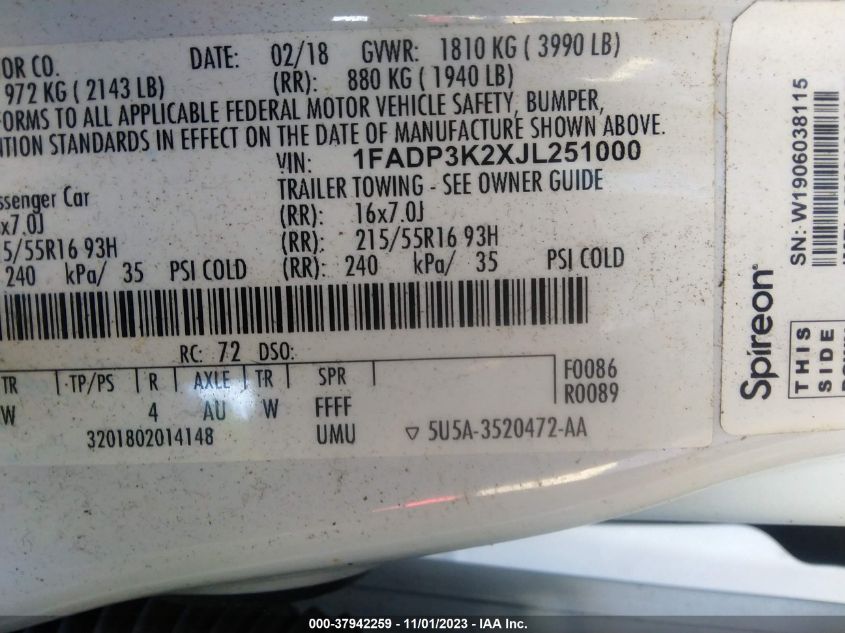 OR CO. DATE: 02/18 GVWR: 1810 KG ( 3990 LB)
972 KG ( 2143 LB) (RR): 880 KG ( 1940 LB)
FORMS TO ALL APPLICABLE FEDERAL MOTOR VEHICLE SAFETY, BUMPER,
TION STANDARDS IN EFFECT ON THE DATE OF MANUFACTURE SHOWN ABOVE.
VIN: 1FADP3K2XJL251000
ssenger Car TRAILER TOWING - SEE OWNER GUIDE
x7.0J (RR): 16x7.0J
5/55R16 93H (RR): 215/55R16 93H
240 kPa/ 35 PSI COLD (RR): 240 kPa/ 35 PSI COLD
RC: 72 DSO:
TR TP/PS R AXLE TR SPR F0086
R0089
W 4 AU W FFFF
3201802014148 UMU 5U5A-3520472-AA
Spireon
SN: W1906038115
THIS
SIDE
000-37942259 - 11/01/2023 - IAA Inc.